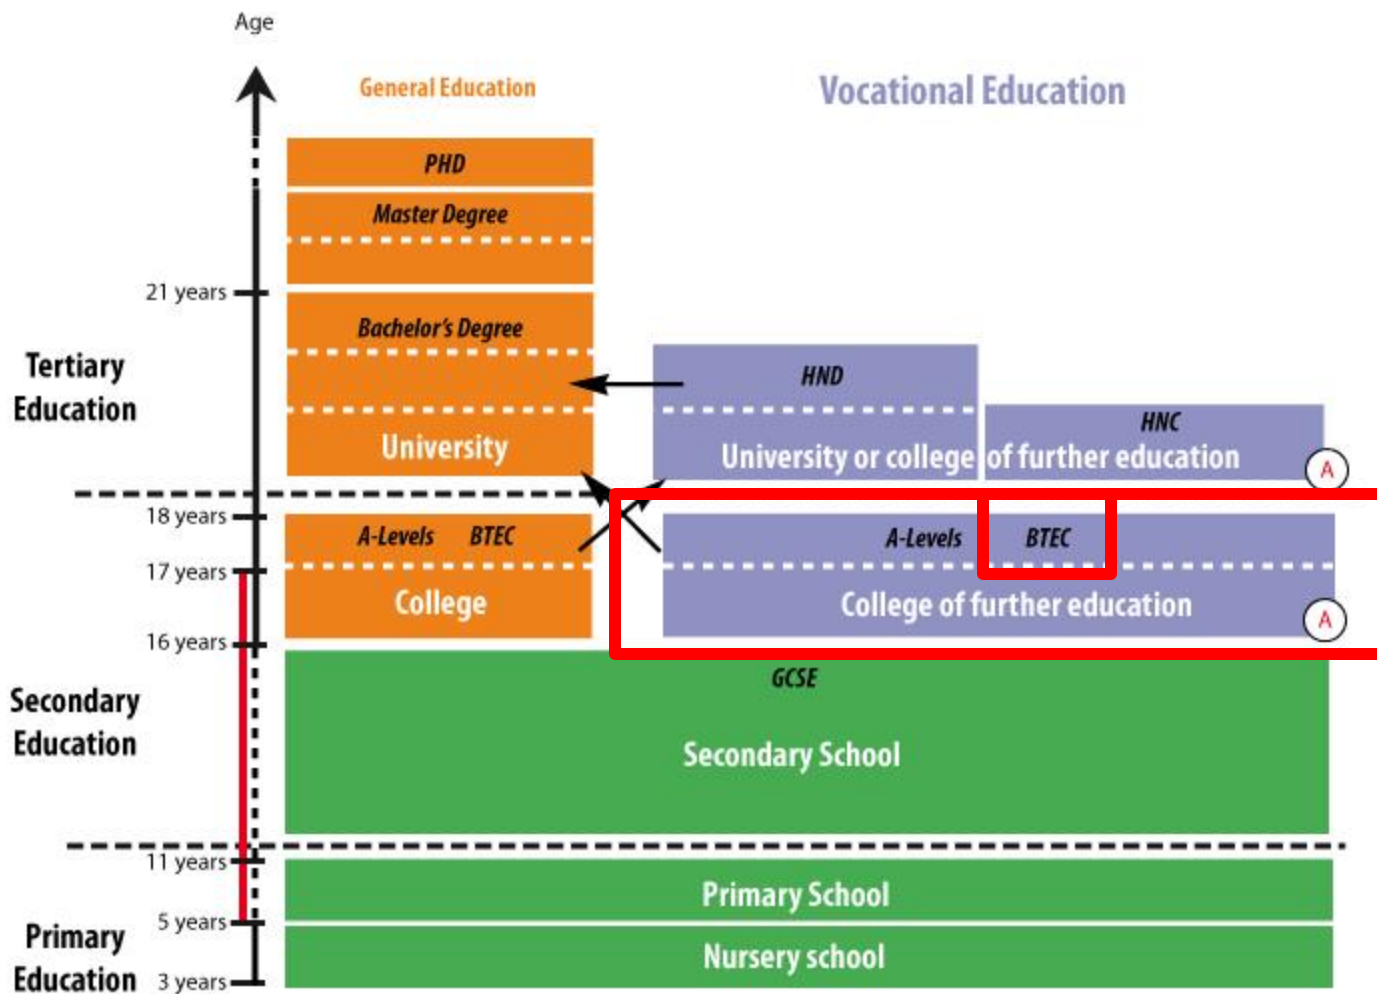 Age
General Education
Vocational Education
PHD
Master Degree
21 years
Bachelor's Degree
Tertiary
Education
HND
HNC
University
University or college of further education
A
18 years
A-Levels BTEC
A-Levels BTEC
17 years
College
College of further education
A
16 years
GCSE
Secondary
Education
Secondary School
11 years
Primary School
5 years
Primary
Education
Nursery school
3 years